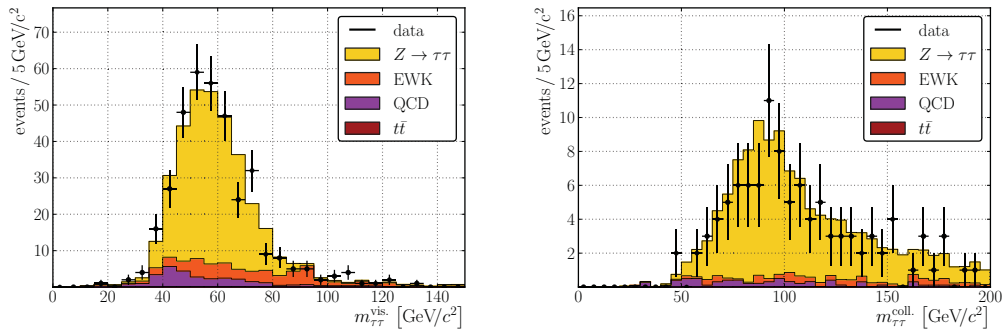 events / 5 GeV/c²
70
60
50
40
30
20
10
0
20
40
60
80
100
120
140
m_ττ^vis. [GeV/c²]
data
Z → ττ
EWK
QCD
tt̄
events / 5 GeV/c²
16
14
12
10
8
6
4
2
0
50
100
150
200
m_ττ^coll. [GeV/c²]
data
Z → ττ
EWK
QCD
tt̄